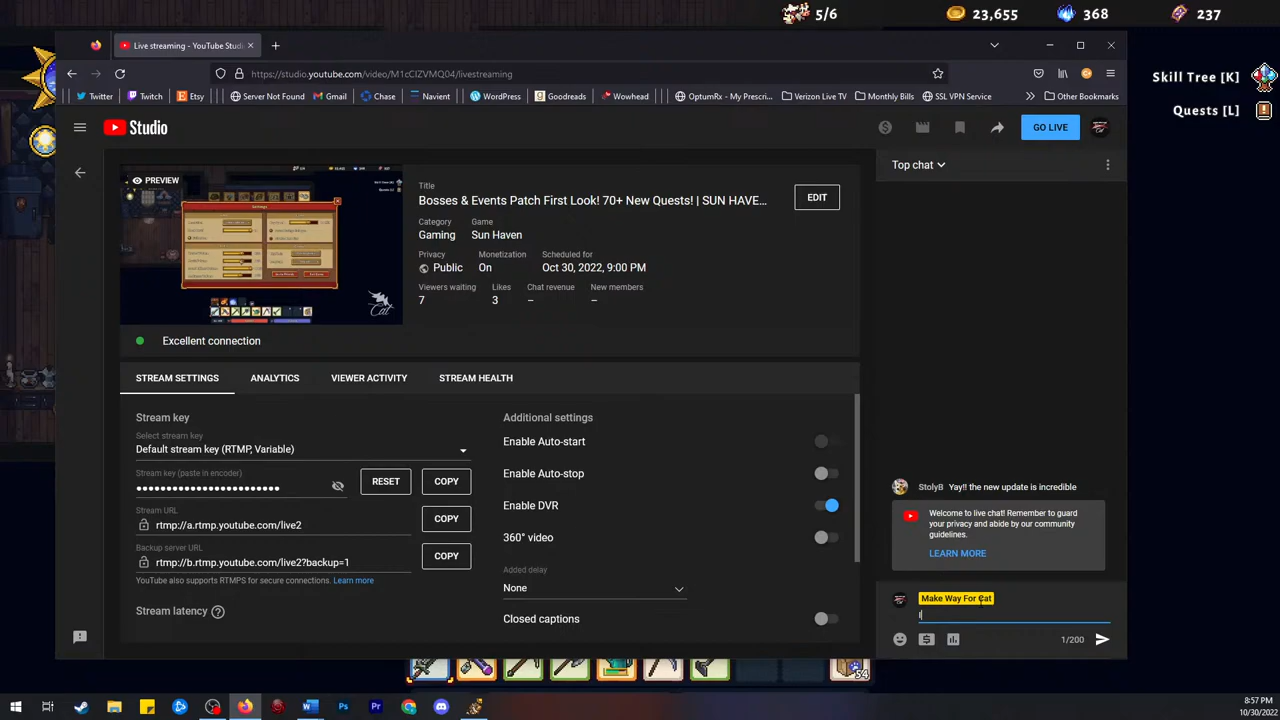 5/6
23,655
368
237
Live streaming - YouTube Studio
https://studio.youtube.com/video/M1cCIZVMQ04/livestreaming
Skill Tree [K]
Twitter
Twitch
Etsy
Server Not Found
Gmail
Chase
Navient
WordPress
Goodreads
Wowhead
OptumRx - My Prescri...
Verizon Live TV
Monthly Bills
SSL VPN Service
Other Bookmarks
Quests [L]
Studio
GO LIVE
Top chat
PREVIEW
Settings
Cat
Title
Bosses & Events Patch First Look! 70+ New Quests! | SUN HAVE...
EDIT
Category
Game
Gaming
Sun Haven
Privacy
Monetization
Scheduled for
Public
On
Oct 30, 2022, 9:00 PM
Viewers waiting
Likes
Chat revenue
New members
7
3
–
–
Excellent connection
STREAM SETTINGS
ANALYTICS
VIEWER ACTIVITY
STREAM HEALTH
Stream key
Select stream key
Default stream key (RTMP, Variable)
Stream key (paste in encoder)
••••••••••••••••••••••••
RESET
COPY
Stream URL
rtmp://a.rtmp.youtube.com/live2
COPY
Backup server URL
rtmp://b.rtmp.youtube.com/live2?backup=1
COPY
YouTube also supports RTMPS for secure connections. Learn more
Stream latency
Additional settings
Enable Auto-start
Enable Auto-stop
Enable DVR
360° video
Added delay
None
Closed captions
StolyB Yay!! the new update is incredible
Welcome to live chat! Remember to guard
your privacy and abide by our community
guidelines.
LEARN MORE
Make Way For Cat
I
1/200
54
Ps
Pr
8:57 PM
10/30/2022